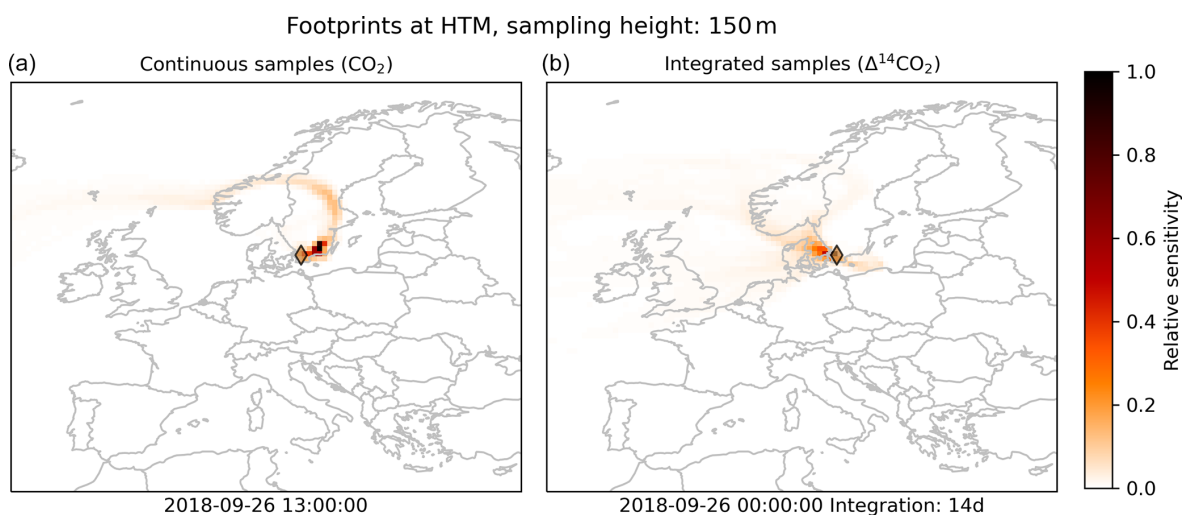 Footprints at HTM, sampling height: 150 m
(a) Continuous samples (CO₂)
(b) Integrated samples (Δ¹⁴CO₂)
1.0
0.8
0.6
0.4
0.2
0.0
Relative sensitivity
2018-09-26 13:00:00
2018-09-26 00:00:00 Integration: 14d